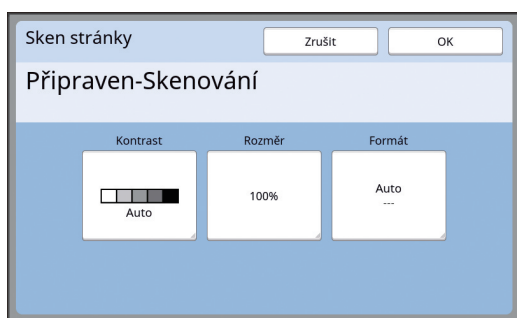 Sken stránky
Zrušit
OK
Připraven-Skenování
Kontrast
Rozměr
Formát
Auto
100%
Auto
---